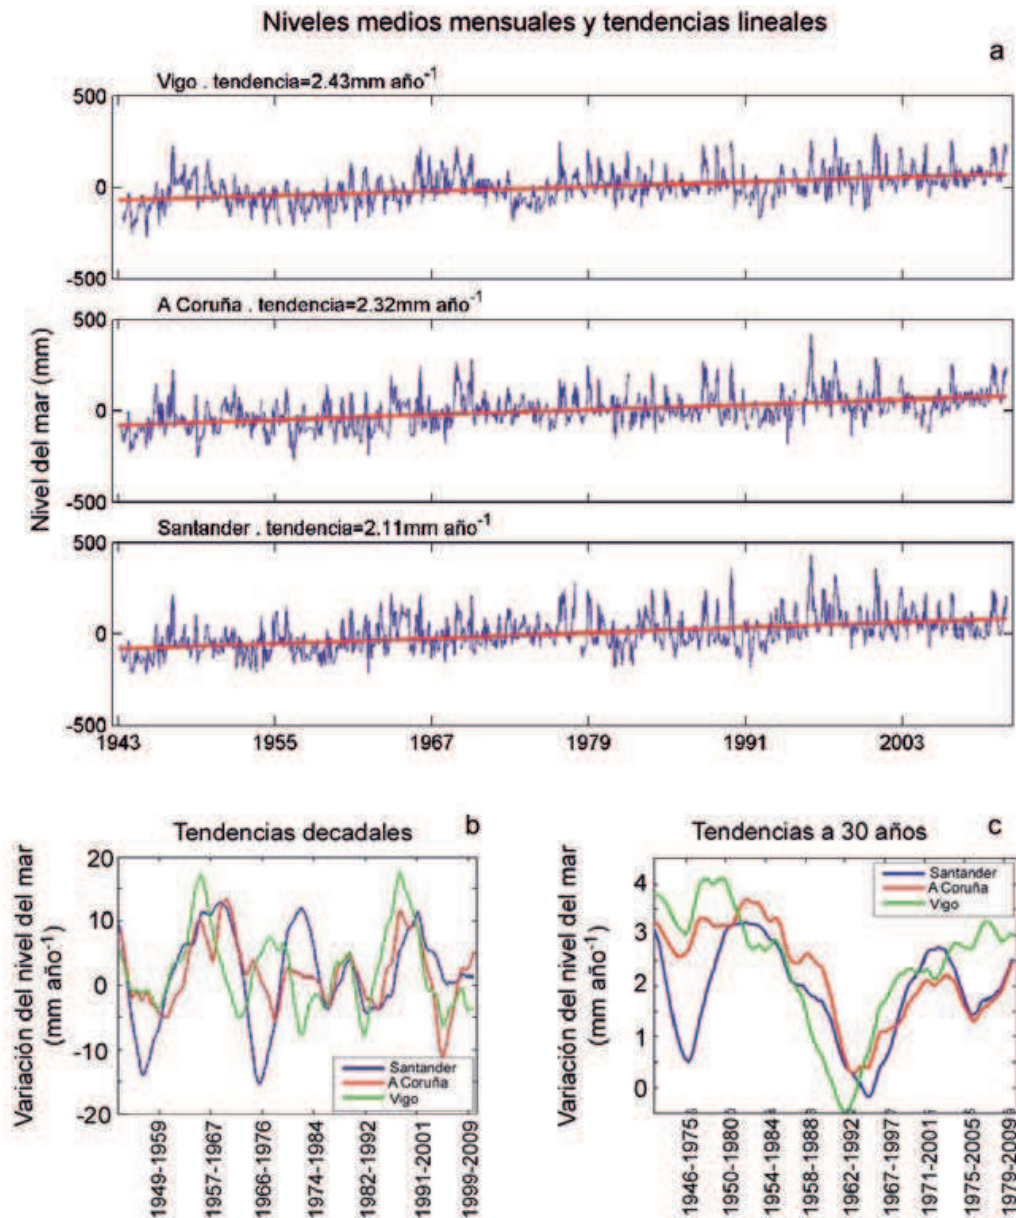 Niveles medios mensuales y tendencias lineales
a
Vigo . tendencia=2.43mm año⁻¹
500
0
-500
A Coruña . tendencia=2.32mm año⁻¹
500
0
-500
Nivel del mar (mm)
Santander . tendencia=2.11mm año⁻¹
500
0
-500
1943 1955 1967 1979 1991 2003
Tendencias decadales
b
Variación del nivel del mar
(mm año⁻¹)
20
10
0
-10
-20
Santander
A Coruña
Vigo
1949-1959
1957-1967
1966-1976
1974-1984
1982-1992
1991-2001
1999-2009
Tendencias a 30 años
c
Variación del nivel del mar
(mm año⁻¹)
4
3
2
1
0
Santander
A Coruña
Vigo
1946-1975
1950-1980
1954-1984
1958-1988
1962-1992
1967-1997
1971-2001
1975-2005
1979-2009